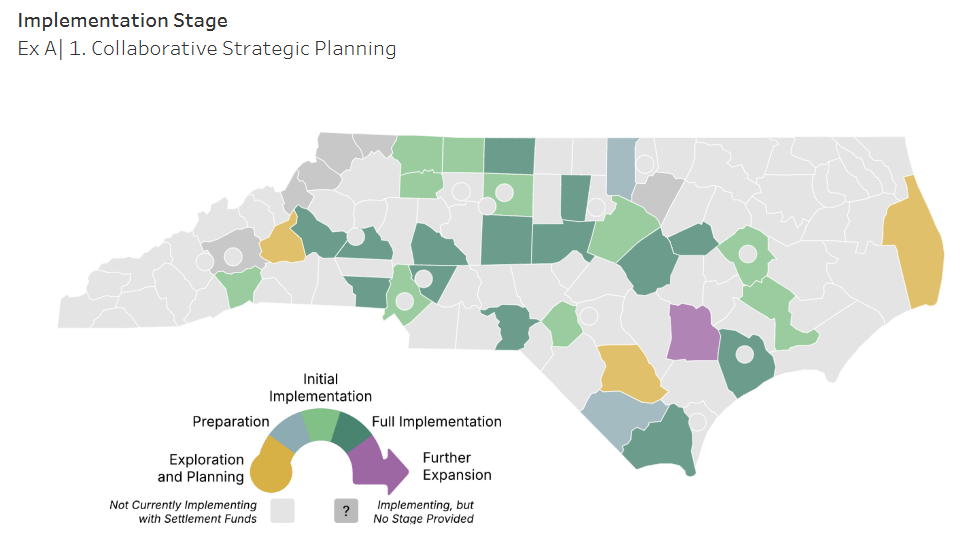 Implementation Stage
Ex A| 1. Collaborative Strategic Planning
Initial
Implementation
Preparation
Full Implementation
Exploration
and Planning
Further
Expansion
Not Currently Implementing
with Settlement Funds
?
Implementing, but
No Stage Provided